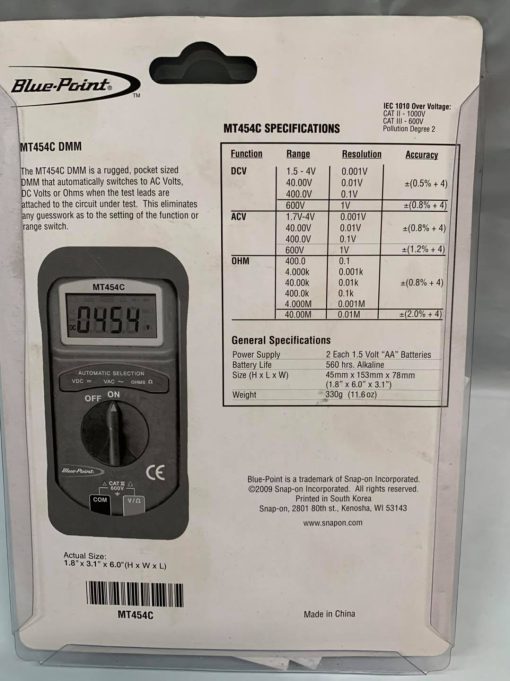 Blue-Point®
TM
MT454C DMM
The MT454C DMM is a rugged, pocket sized
DMM that automatically switches to AC Volts,
DC Volts or Ohms when the test leads are
attached to the circuit under test. This eliminates
any guesswork as to the setting of the function or
range switch.
MT454C
DC 0454 V
AUTOMATIC SELECTION
VDC VAC ~ OHMS Ω
OFF ON
Blue-Point
CAT II
600V
COM V/Ω
CE
Actual Size:
1.8"x 3.1"x 6.0"(H x W x L)
MT454C
IEC 1010 Over Voltage:
CAT II - 1000V
CAT III - 600V
Pollution Degree 2
MT454C SPECIFICATIONS
Function Range Resolution Accuracy
DCV 1.5 - 4V 0.001V
40.00V 0.01V ±(0.5% + 4)
400.0V 0.1V
600V 1V ±(0.8% + 4)
ACV 1.7V-4V 0.001V
40.00V 0.01V ±(0.8% + 4)
400.0V 0.1V
600V 1V ±(1.2% + 4)
OHM 400.0 0.1
4.000k 0.001k
40.00k 0.01k ±(0.8% + 4)
400.0k 0.1k
4.000M 0.001M
40.00M 0.01M ±(2.0% + 4)
General Specifications
Power Supply 2 Each 1.5 Volt "AA" Batteries
Battery Life 560 hrs. Alkaline
Size (H x L x W) 45mm x 153mm x 78mm
(1.8" x 6.0" x 3.1")
Weight 330g (11.6oz)
Blue-Point is a trademark of Snap-on Incorporated.
©2009 Snap-on Incorporated. All rights reserved.
Printed in South Korea
Snap-on, 2801 80th st., Kenosha, WI 53143
www.snapon.com
Made in China